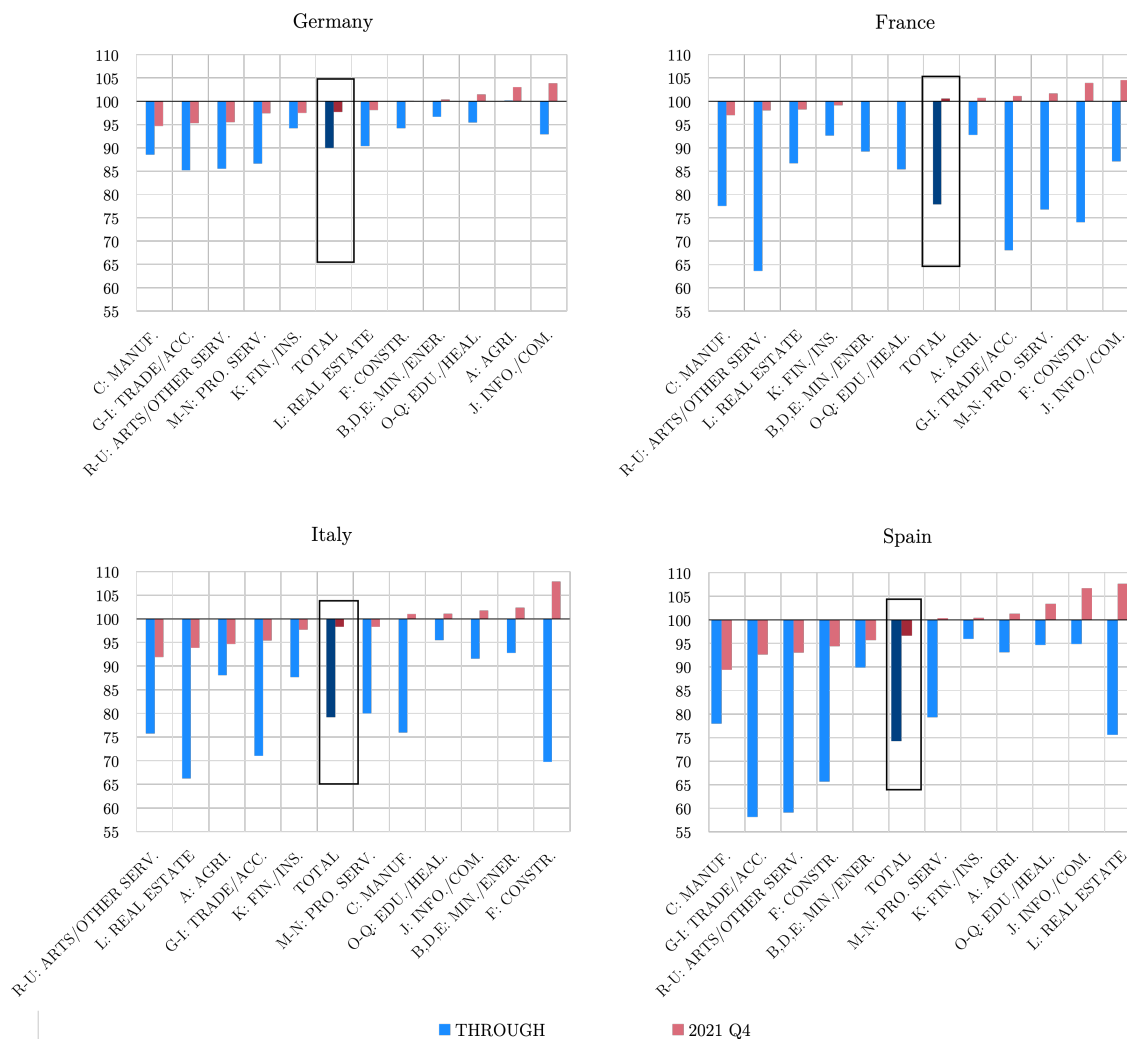 Germany
110
105
100
95
90
85
80
75
70
65
60
55
C: MANUF.
G-I: TRADE/ACC.
R-U: ARTS/OTHER SERV.
M-N: PRO. SERV.
K: FIN./INS.
TOTAL
L: REAL ESTATE
F: CONSTR.
B,D,E: MIN./ENER.
O-Q: EDU./HEAL.
A: AGRI.
J: INFO./COM.
France
110
105
100
95
90
85
80
75
70
65
60
55
C: MANUF.
R-U: ARTS/OTHER SERV.
L: REAL ESTATE
K: FIN./INS.
B,D,E: MIN./ENER.
O-Q: EDU./HEAL.
TOTAL
A: AGRI.
G-I: TRADE/ACC.
M-N: PRO. SERV.
F: CONSTR.
J: INFO./COM.
Italy
110
105
100
95
90
85
80
75
70
65
60
55
R-U: ARTS/OTHER SERV.
L: REAL ESTATE
A: AGRI.
G-I: TRADE/ACC.
K: FIN./INS.
TOTAL
M-N: PRO. SERV.
C: MANUF.
O-Q: EDU./HEAL.
J: INFO./COM.
B,D,E: MIN./ENER.
F: CONSTR.
Spain
110
105
100
95
90
85
80
75
70
65
60
55
C: MANUF.
G-I: TRADE/ACC.
R-U: ARTS/OTHER SERV.
F: CONSTR.
B,D,E: MIN./ENER.
TOTAL
M-N: PRO. SERV.
K: FIN./INS.
A: AGRI.
O-Q: EDU./HEAL.
J: INFO./COM.
L: REAL ESTATE
THROUGH
2021 Q4